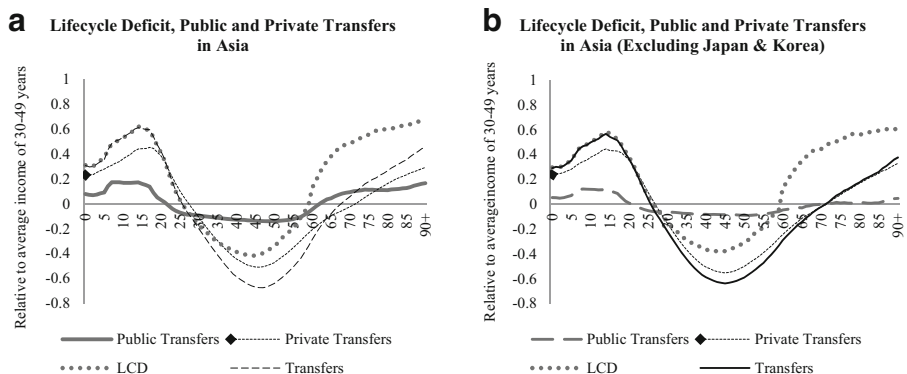 a
Lifecycle Deficit, Public and Private Transfers
in Asia
Relative to average income of 30-49 years
1
0.8
0.6
0.4
0.2
0
-0.2
-0.4
-0.6
-0.8
0 5 10 15 20 25 30 35 40 45 50 55 60 65 70 75 80 85 90+
Public Transfers Private Transfers
LCD Transfers
b
Lifecycle Deficit, Public and Private Transfers
in Asia (Excluding Japan & Korea)
Relative to averageincome of 30-49 years
1
0.8
0.6
0.4
0.2
0
-0.2
-0.4
-0.6
-0.8
0 5 10 15 20 25 30 35 40 45 50 55 60 65 70 75 80 85 90+
Public Transfers Private Transfers
LCD Transfers